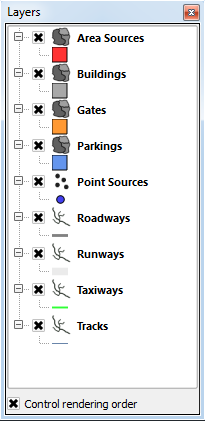 Layers
Area Sources
Buildings
Gates
Parkings
Point Sources
Roadways
Runways
Taxiways
Tracks
Control rendering order